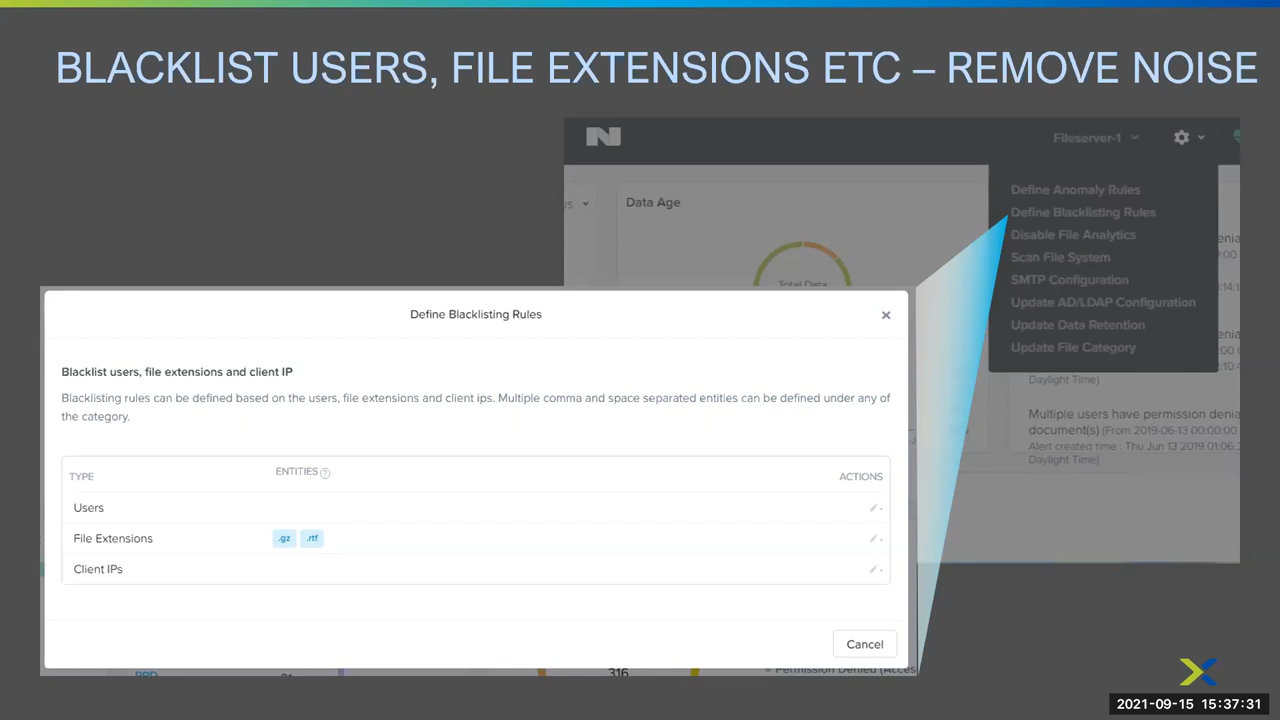 BLACKLIST USERS, FILE EXTENSIONS ETC – REMOVE NOISE
Fileserver-1
Data Age
Total Data
Define Anomaly Rules
Define Blacklisting Rules
Disable File Analytics
Scan File System
SMTP Configuration
Update AD/LDAP Configuration
Update Data Retention
Update File Category
Daylight Time)
Multiple users have permission denia
document(s) (From 2019-06-13 00:00:00
Alert created time : Thu Jun 13 2019 01:06:3
Daylight Time)
Define Blacklisting Rules
Blacklist users, file extensions and client IP
Blacklisting rules can be defined based on the users, file extensions and client ips. Multiple comma and space separated entities can be defined under any of
the category.
TYPE ENTITIES ? ACTIONS
Users
File Extensions .gz .rtf
Client IPs
Cancel
316
Permission Denied (Acces
2021-09-15 15:37:31